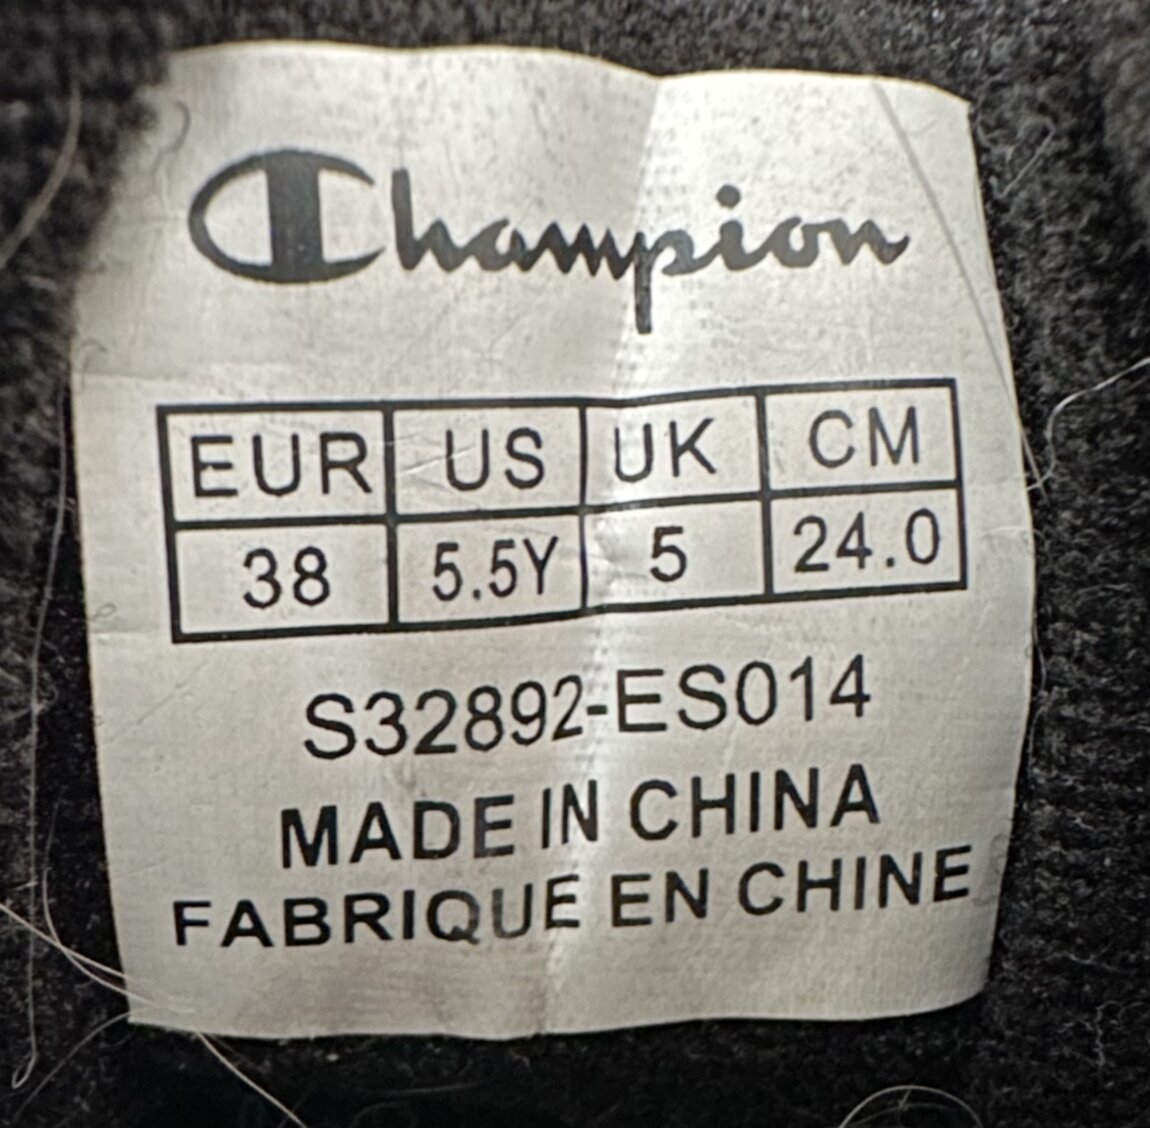 Champion
EUR US UK CM
38 5.5Y 5 24.0
S32892-ES014
MADE IN CHINA
FABRIQUE EN CHINE